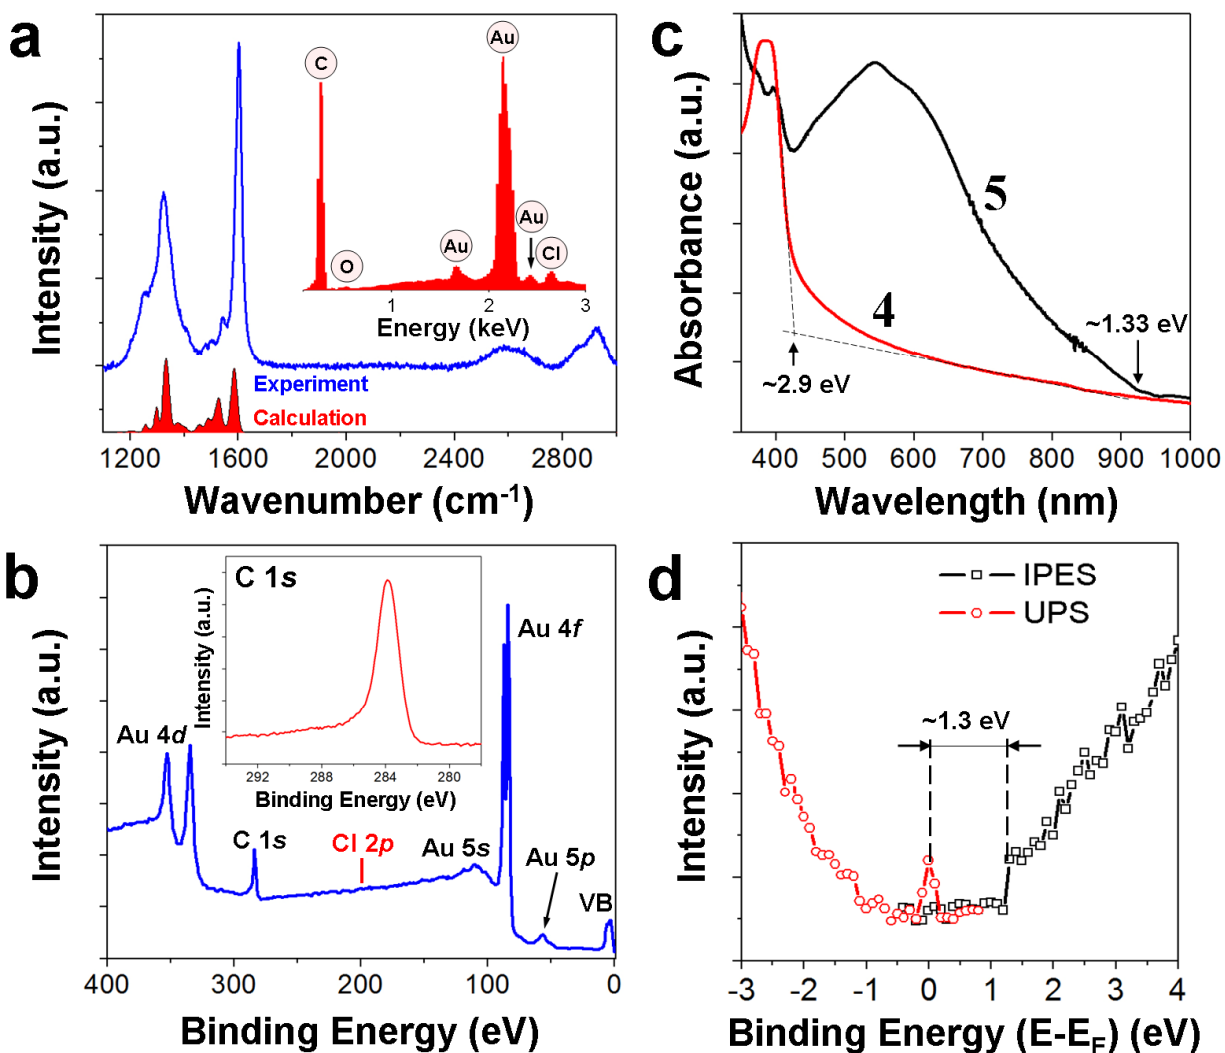 a
Intensity (a.u.)
C
O
Au
Au
Au
Cl
1
2
3
Energy (keV)
Experiment
Calculation
1200
1600
2000
2400
2800
Wavenumber (cm-1)
c
Absorbance (a.u.)
5
4
~2.9 eV
~1.33 eV
400
500
600
700
800
900
1000
Wavelength (nm)
b
Intensity (a.u.)
C 1s
Intensity (a.u.)
292
288
284
280
Binding Energy (eV)
Au 4d
C 1s
Cl 2p
Au 5s
Au 4f
Au 5p
VB
400
300
200
100
0
Binding Energy (eV)
d
Intensity (a.u.)
IPES
UPS
~1.3 eV
-3
-2
-1
0
1
2
3
4
Binding Energy (E-EF) (eV)